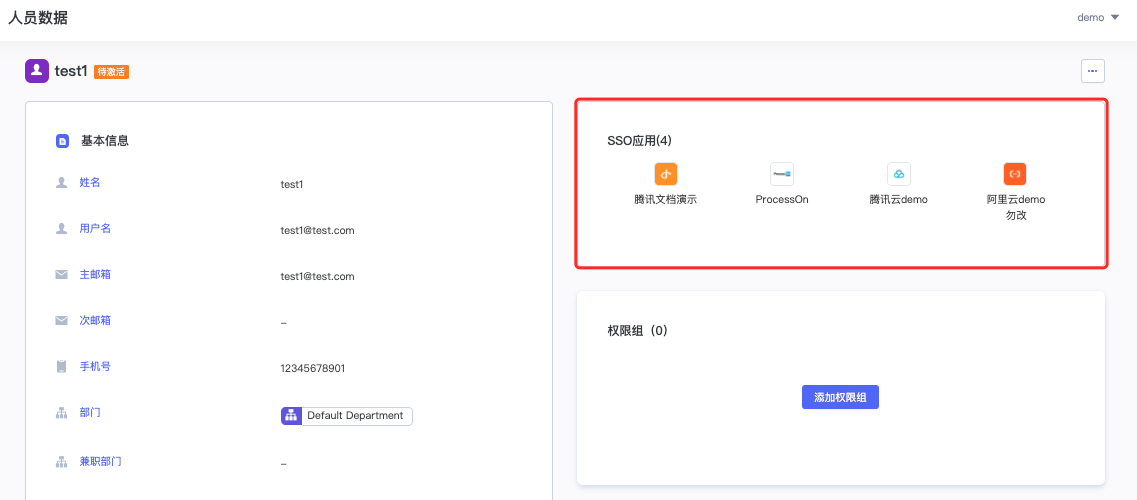 人员数据
demo
test1 待激活
基本信息
姓名 test1
用户名 test1@test.com
主邮箱 test1@test.com
次邮箱 –
手机号 12345678901
部门 Default Department
兼职部门 –
SSO应用(4)
腾讯文档演示
ProcessOn
腾讯云demo
阿里云demo
勿改
权限组（0）
添加权限组